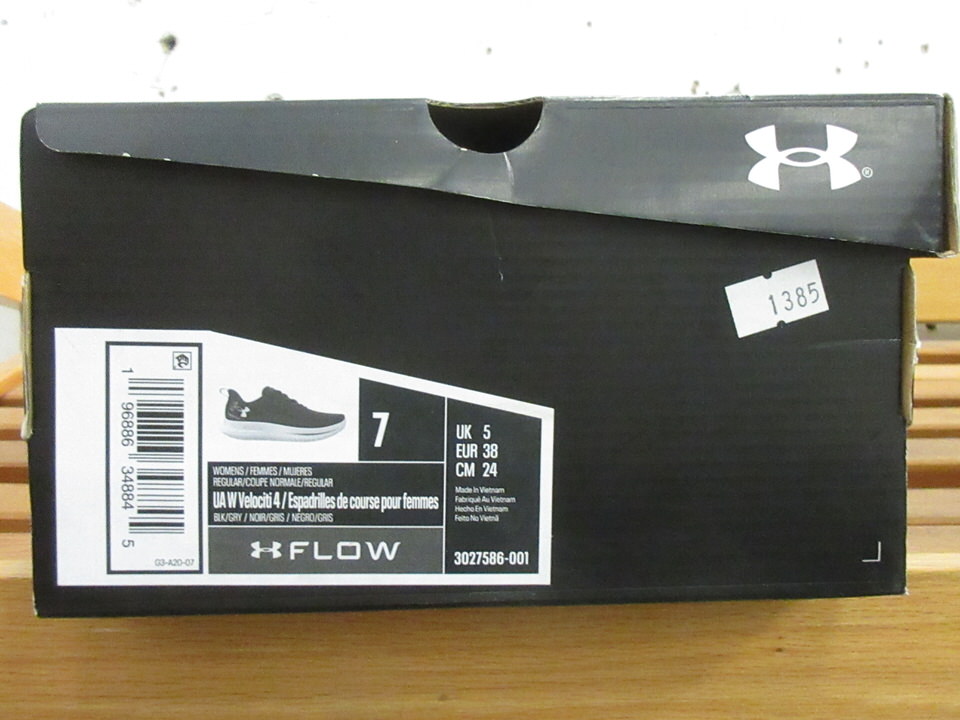 ®
1385
1 96886 34884 5
G3-A20-07
7
UK 5
EUR 38
CM 24
Made In Vietnam
Fabriqué Au Vietnam
Hecho En Vietnam
Feito No Vietnã
3027586-001
WOMENS / FEMMES / MUJERES
REGULAR/COUPE NORMALE/REGULAR
UA W Velociti 4 / Espadrilles de course pour femmes
BLK/GRY / NOIR/GRIS / NEGRO/GRIS
FLOW